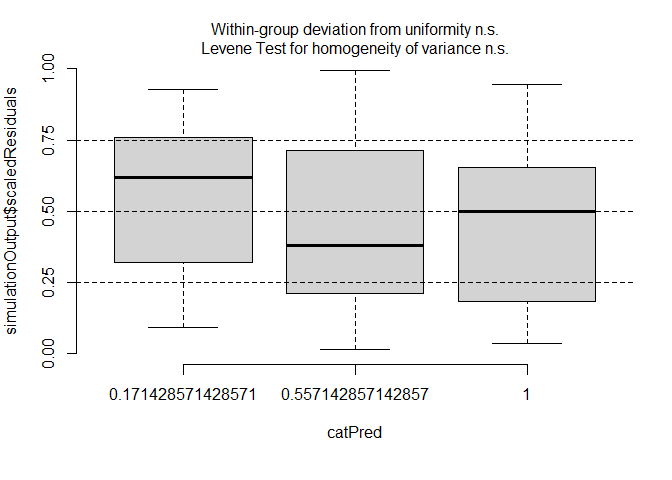 Within-group deviation from uniformity n.s.
Levene Test for homogeneity of variance n.s.
simulationOutput$scaledResiduals
1.00
0.75
0.50
0.25
0.00
0.171428571428571 0.557142857142857 1
catPred